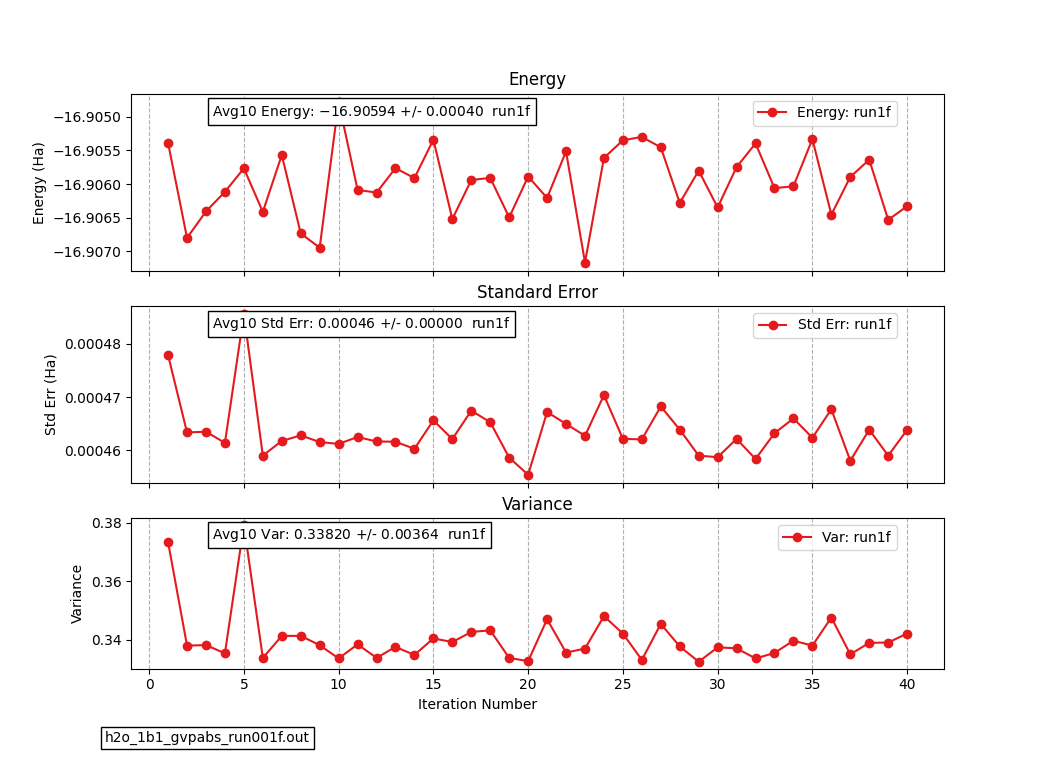 Energy
Avg10 Energy: −16.90594 +/- 0.00040  run1f
Energy: run1f
−16.9050
−16.9055
−16.9060
−16.9065
−16.9070
Energy (Ha)
Standard Error
Avg10 Std Err: 0.00046 +/- 0.00000  run1f
Std Err: run1f
0.00048
0.00047
0.00046
Std Err (Ha)
Variance
Avg10 Var: 0.33820 +/- 0.00364  run1f
Var: run1f
0.38
0.36
0.34
Variance
0 5 10 15 20 25 30 35 40
Iteration Number
h2o_1b1_gvpabs_run001f.out